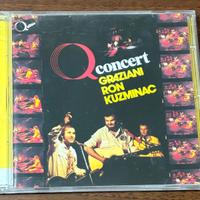 Q concert
GRAZIANI
RON
KUZMINAC